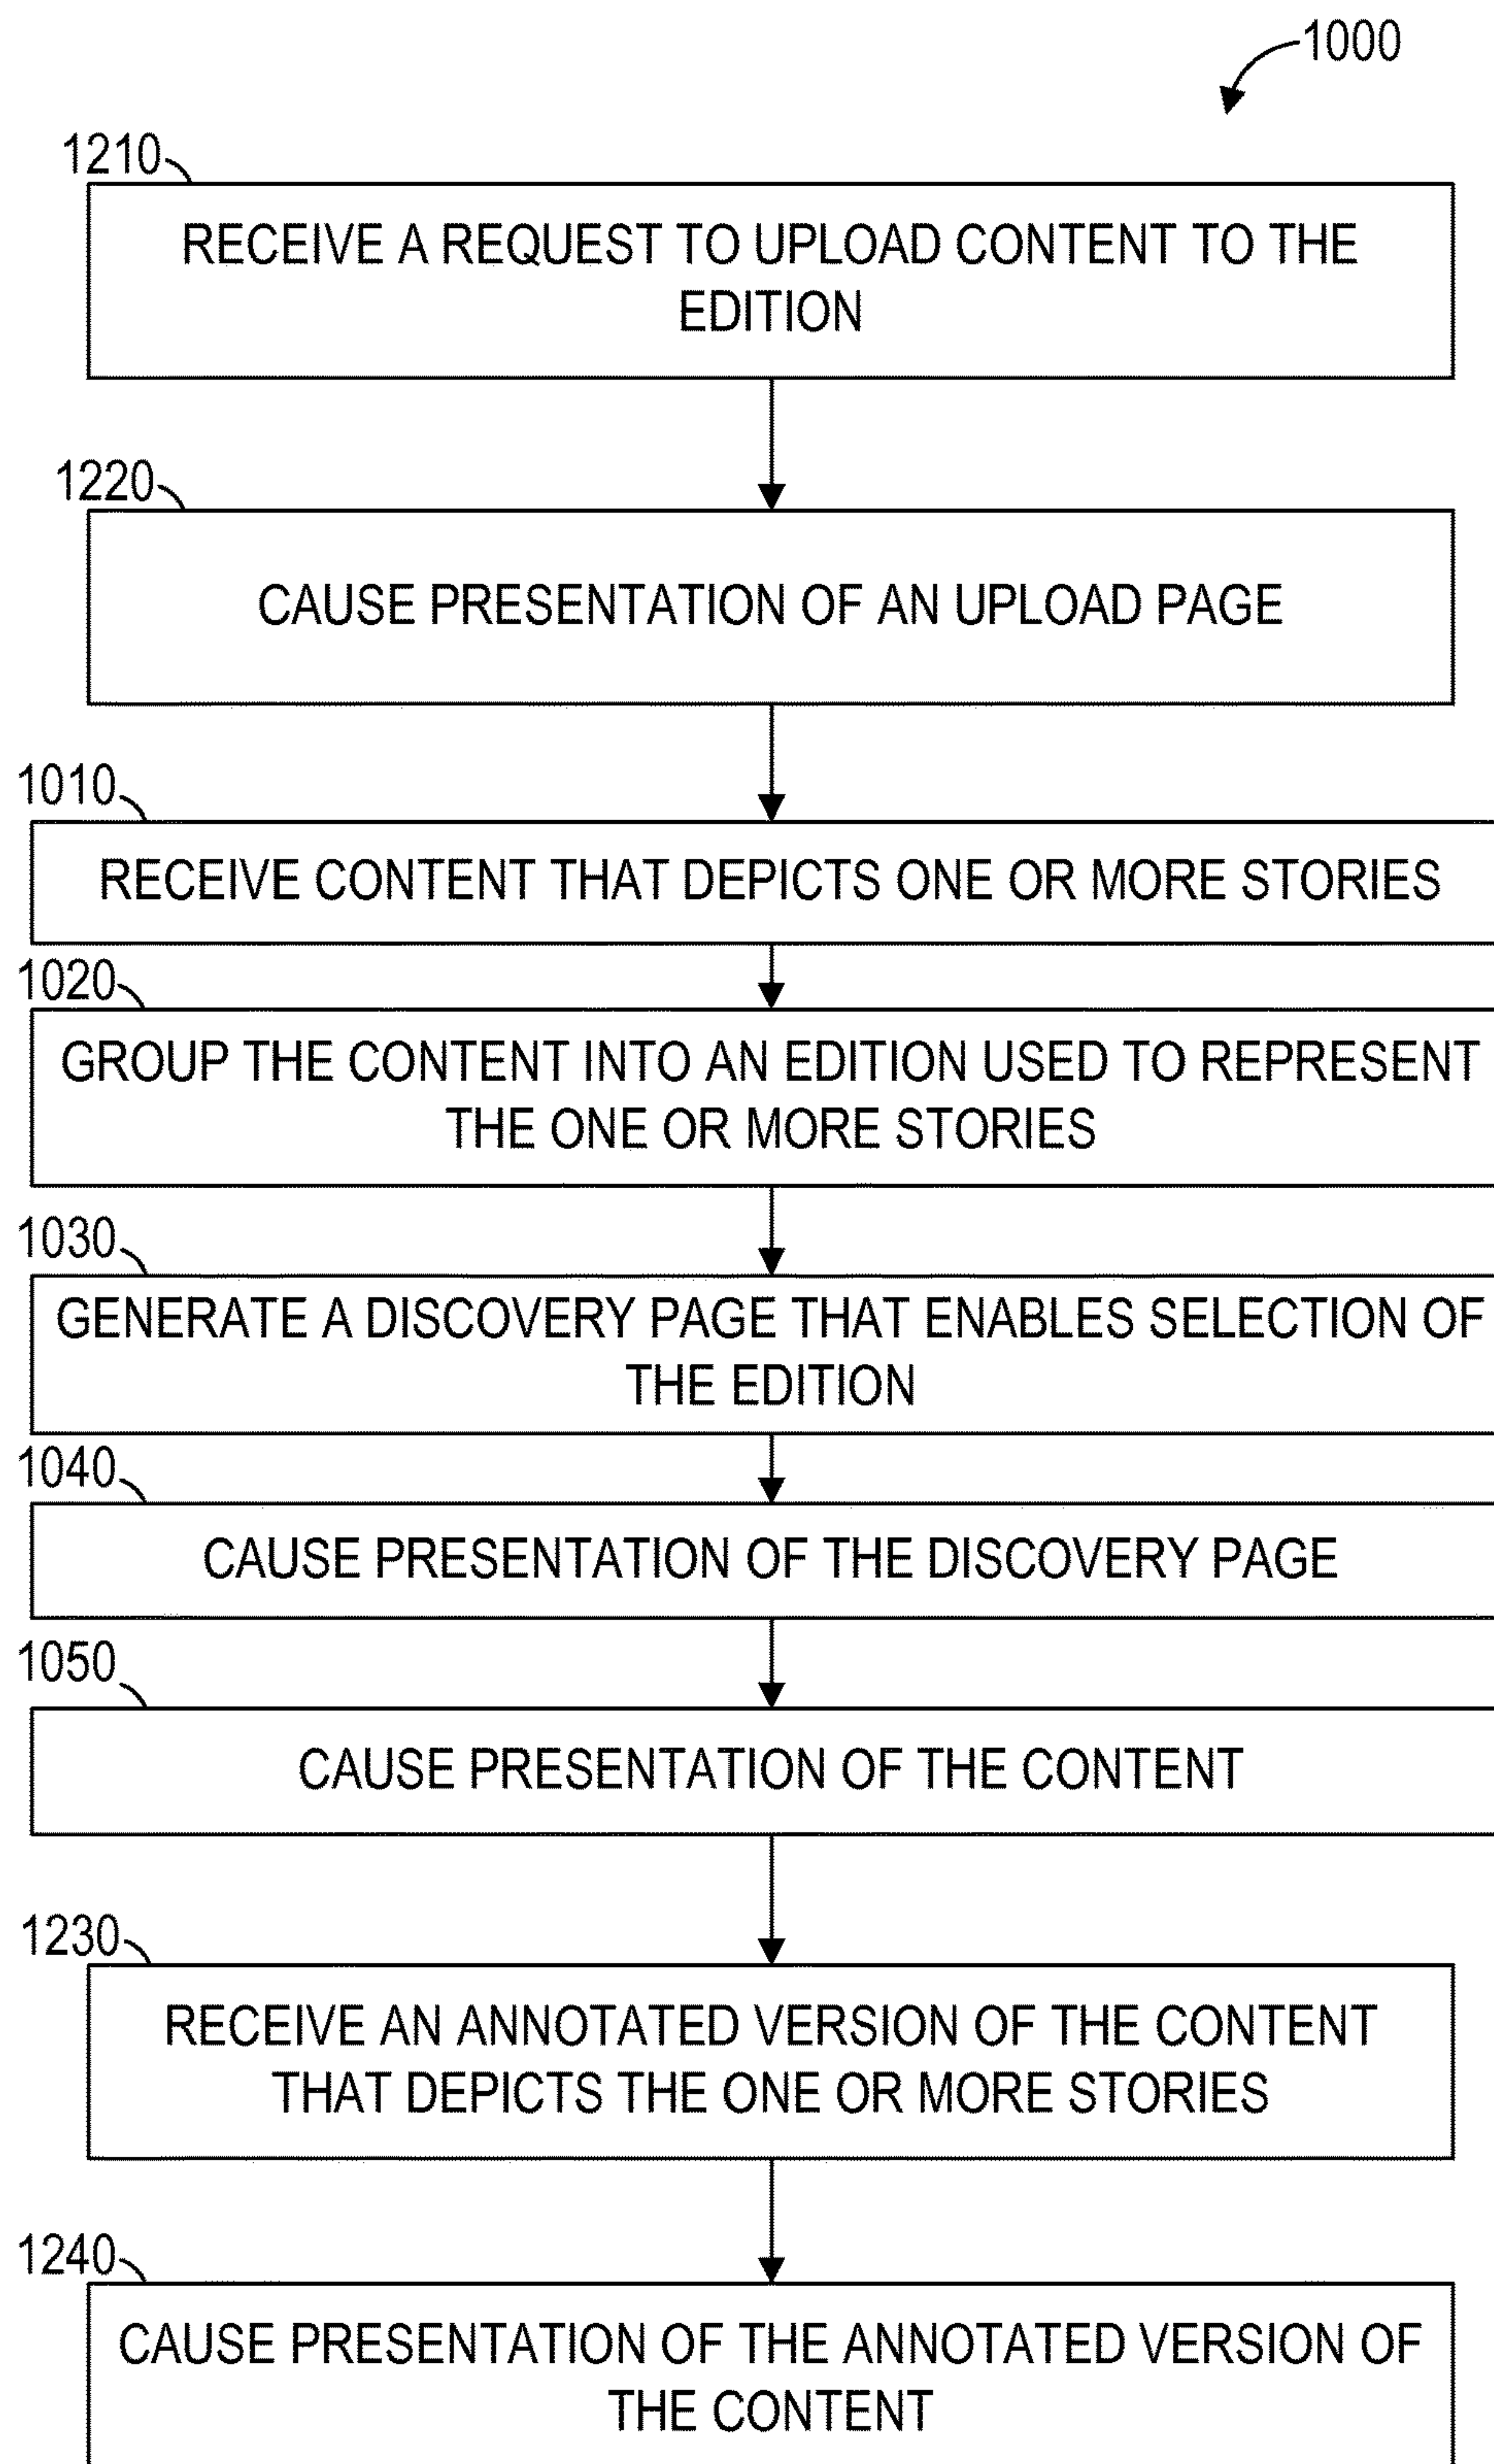 1000
1210
RECEIVE A REQUEST TO UPLOAD CONTENT TO THE
EDITION
1220
CAUSE PRESENTATION OF AN UPLOAD PAGE
1010
RECEIVE CONTENT THAT DEPICTS ONE OR MORE STORIES
1020
GROUP THE CONTENT INTO AN EDITION USED TO REPRESENT
THE ONE OR MORE STORIES
1030
GENERATE A DISCOVERY PAGE THAT ENABLES SELECTION OF
THE EDITION
1040
CAUSE PRESENTATION OF THE DISCOVERY PAGE
1050
CAUSE PRESENTATION OF THE CONTENT
1230
RECEIVE AN ANNOTATED VERSION OF THE CONTENT
THAT DEPICTS THE ONE OR MORE STORIES
1240
CAUSE PRESENTATION OF THE ANNOTATED VERSION OF
THE CONTENT